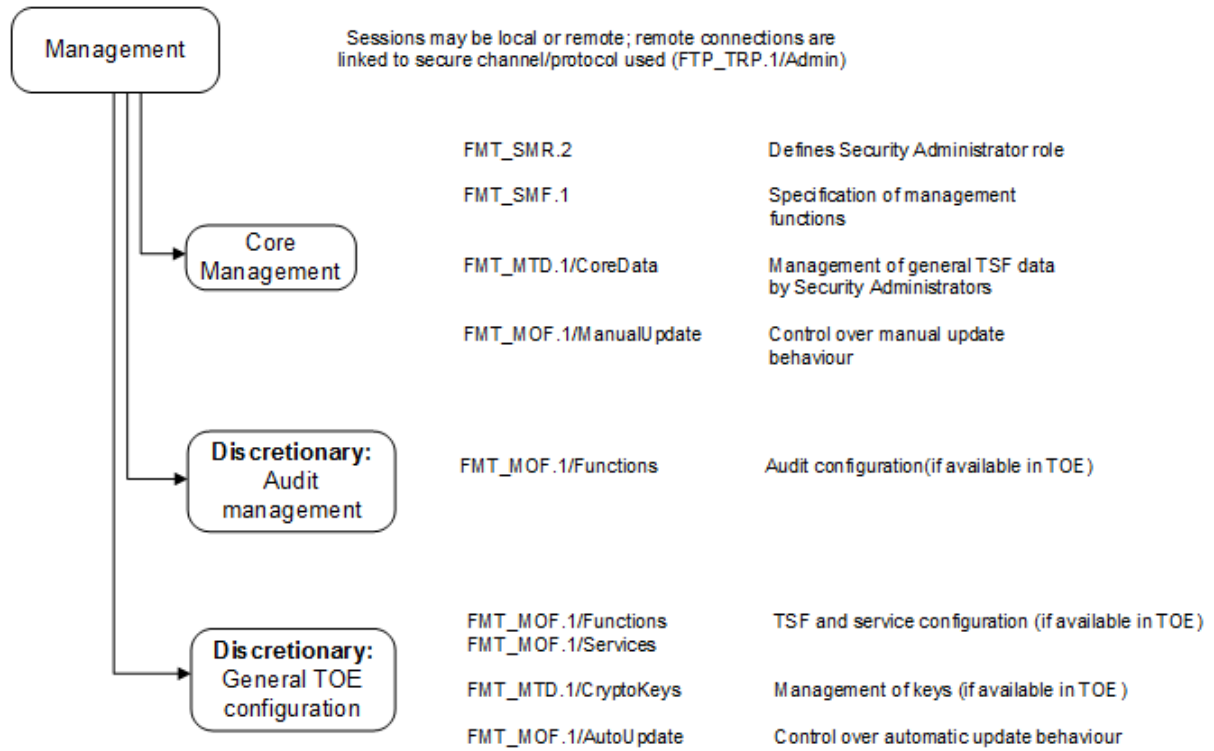 Management
Sessions may be local or remote; remote connections are
linked to secure channel/protocol used (FTP_TRP.1/Admin)
Core
Management
FMT_SMR.2 Defines Security Administrator role
FMT_SMF.1 Specification of management
functions
FMT_MTD.1/CoreData Management of general TSF data
by Security Administrators
FMT_MOF.1/ManualUpdate Control over manual update
behaviour
Discretionary:
Audit
management
FMT_MOF.1/Functions Audit configuration(if available in TOE)
Discretionary:
General TOE
configuration
FMT_MOF.1/Functions TSF and service configuration (if available in TOE)
FMT_MOF.1/Services
FMT_MTD.1/CryptoKeys Management of keys (if available in TOE)
FMT_MOF.1/AutoUpdate Control over automatic update behaviour